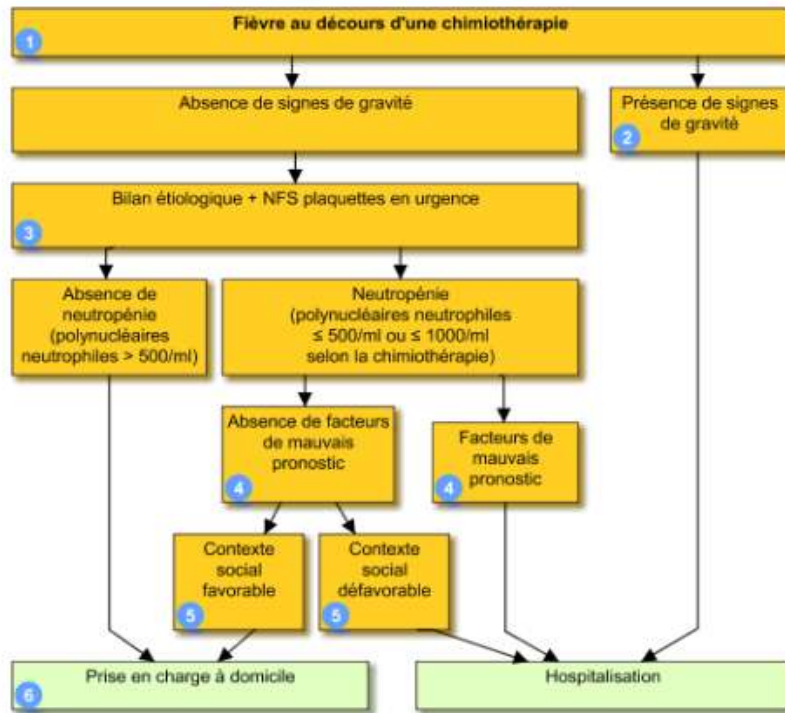 Fièvre au décours d'une chimiothérapie
1
Absence de signes de gravité
Présence de signes
de gravité
2
Bilan étiologique + NFS plaquettes en urgence
3
Absence de
neutropénie
(polynucléaires
neutrophiles > 500/ml)
Neutropénie
(polynucléaires neutrophiles
≤ 500/ml ou ≤ 1000/ml
selon la chimiothérapie)
Absence de facteurs
de mauvais
pronostic
4
Facteurs de
mauvais
pronostic
4
Contexte
social
favorable
5
Contexte
social
défavorable
5
Prise en charge à domicile
6
Hospitalisation